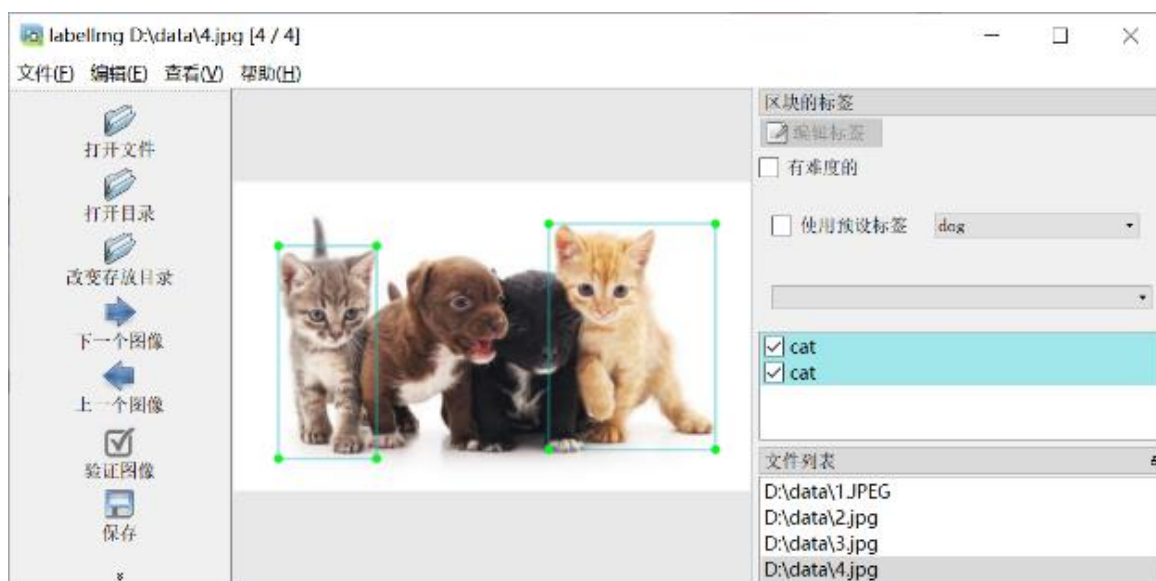 labelImg D:\data\4.jpg [4 / 4]
文件(F) 编辑(E) 查看(V) 帮助(H)
打开文件
打开目录
改变存放目录
下一个图像
上一个图像
验证图像
保存
区块的标签
编辑标签
有难度的
使用预设标签 dog
cat
cat
文件列表
D:\data\1.JPEG
D:\data\2.jpg
D:\data\3.jpg
D:\data\4.jpg